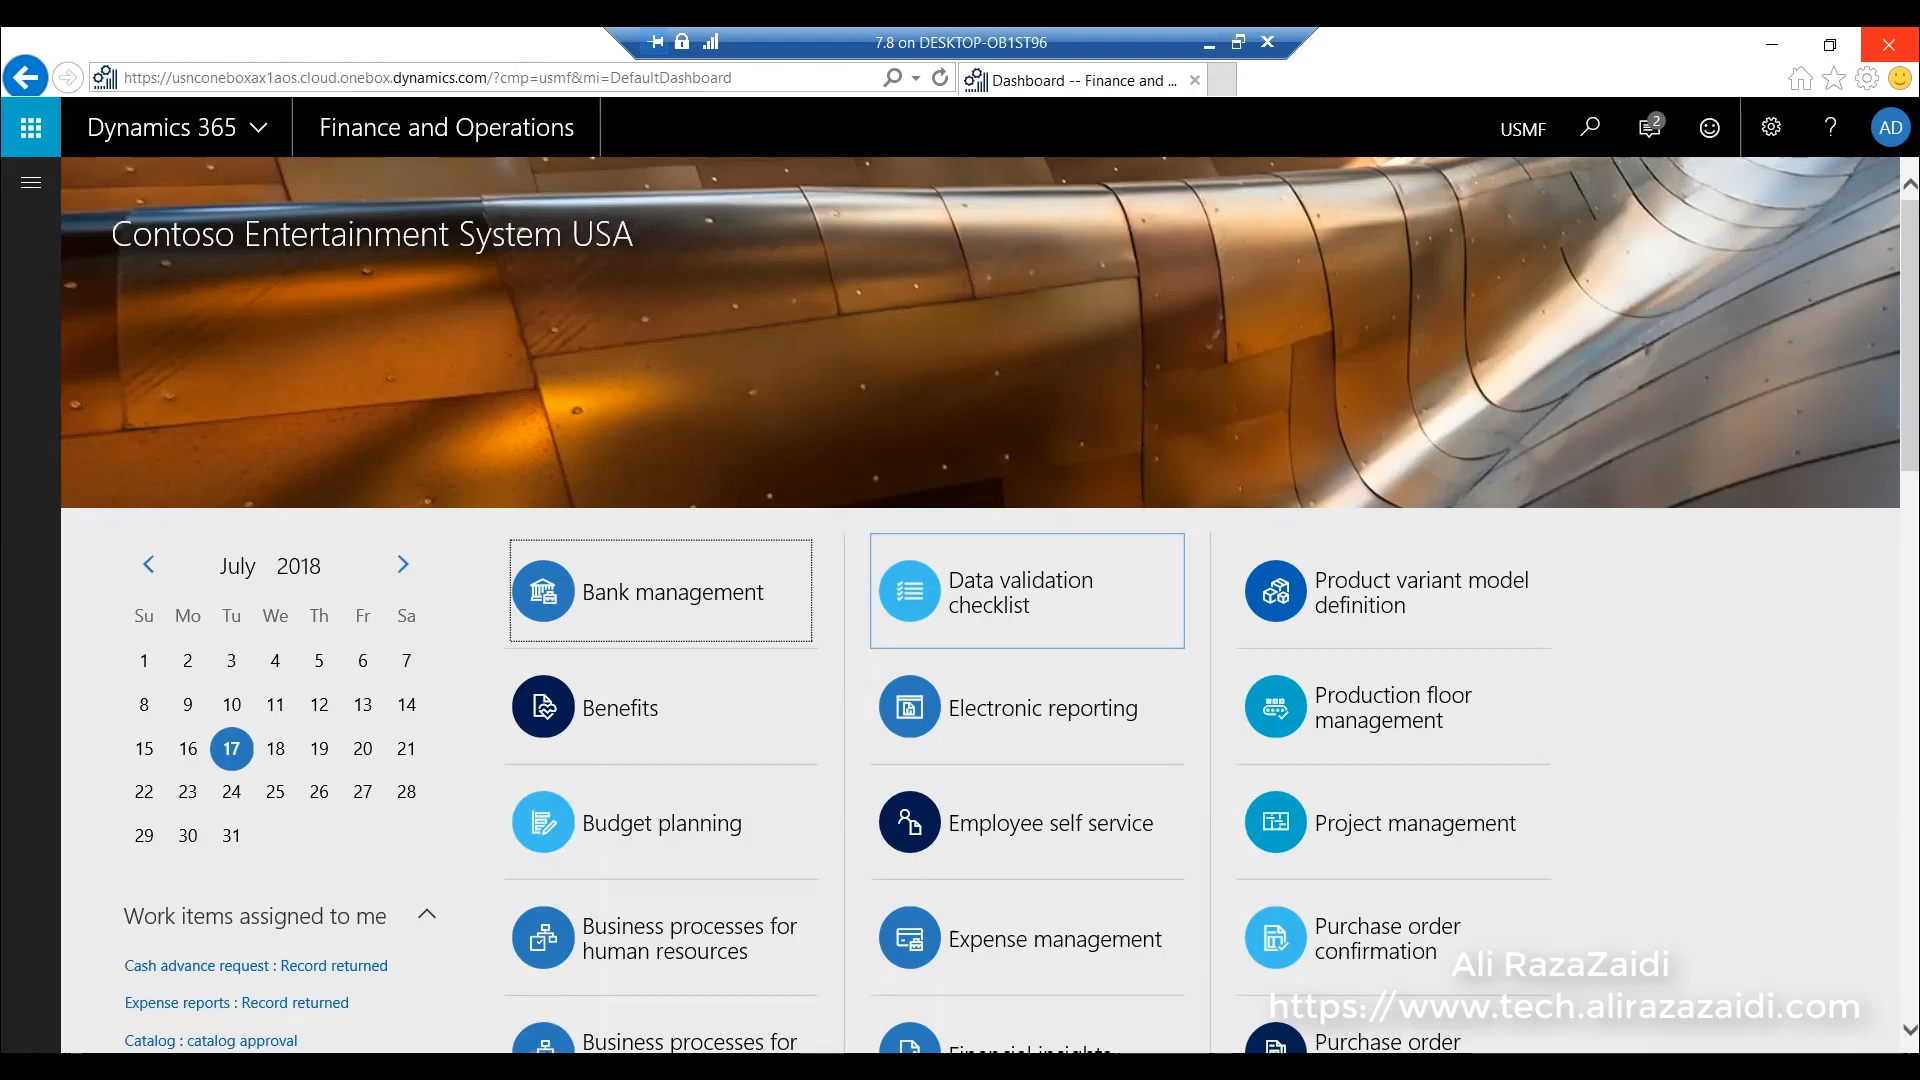 7.8 on DESKTOP-OB1ST96
https://usnconeboxax1aos.cloud.onebox.dynamics.com/?cmp=usmf&mi=DefaultDashboard
Dashboard -- Finance and ...
Dynamics 365
Finance and Operations
USMF
2
?
AD
Contoso Entertainment System USA
July 2018
Su Mo Tu We Th Fr Sa
1 2 3 4 5 6 7
8 9 10 11 12 13 14
15 16 17 18 19 20 21
22 23 24 25 26 27 28
29 30 31
Work items assigned to me
Cash advance request : Record returned
Expense reports : Record returned
Catalog : catalog approval
Bank management
Benefits
Budget planning
Business processes for
human resources
Business processes for
Data validation
checklist
Electronic reporting
Employee self service
Expense management
Financial insights
Product variant model
definition
Production floor
management
Project management
Purchase order
confirmation
Purchase order
Ali RazaZaidi
https://www.tech.alirazazaidi.com